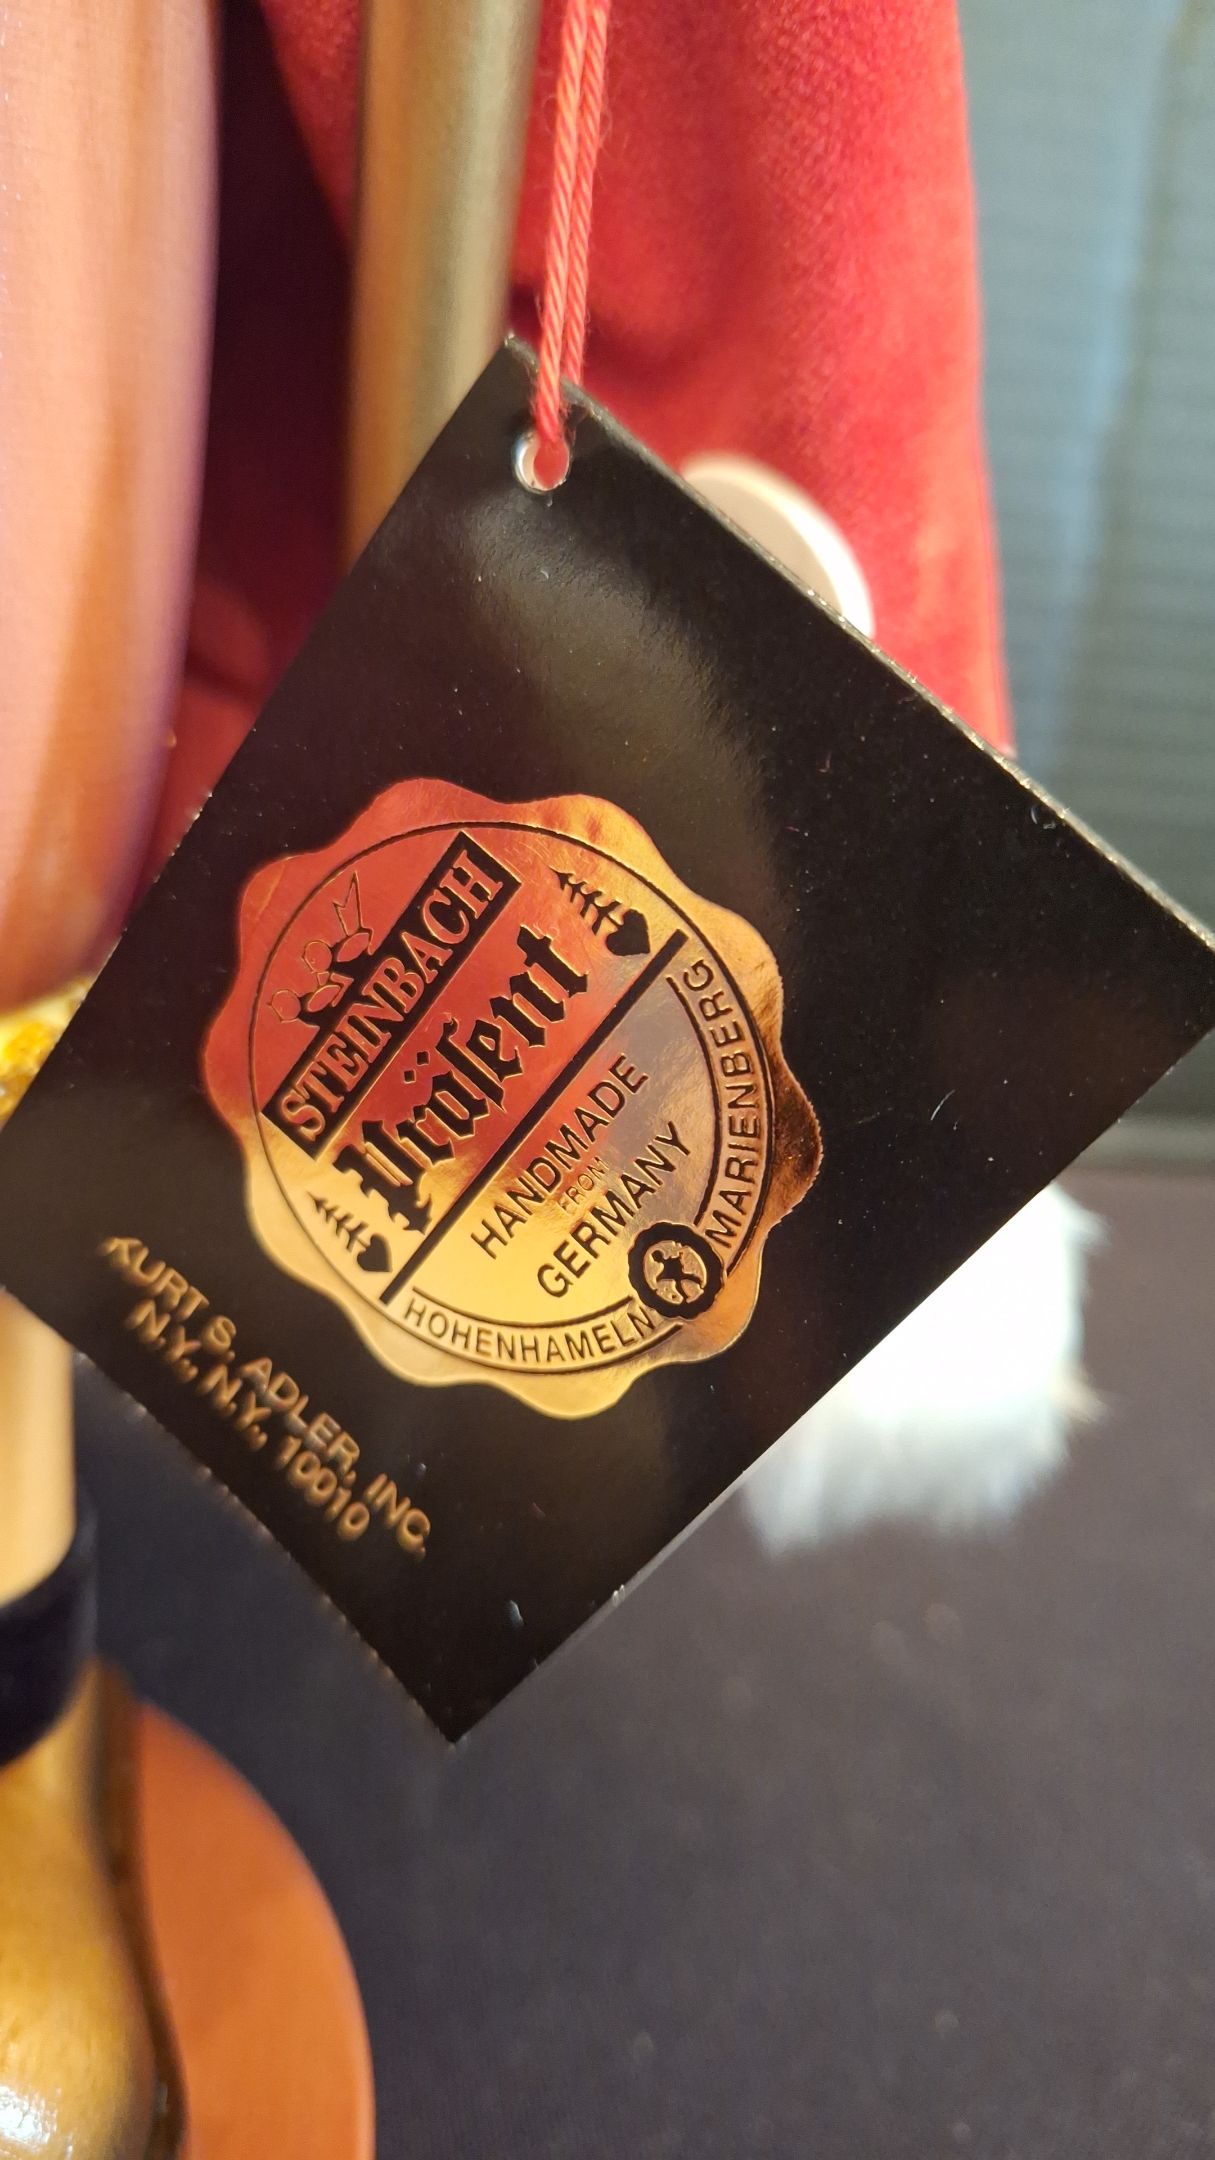 STEINBACH
Präſent
HANDMADE
FROM
GERMANY
HOHENHAMELN
MARIENBERG
KURT S. ADLER, INC.
N.Y., N.Y., 10010